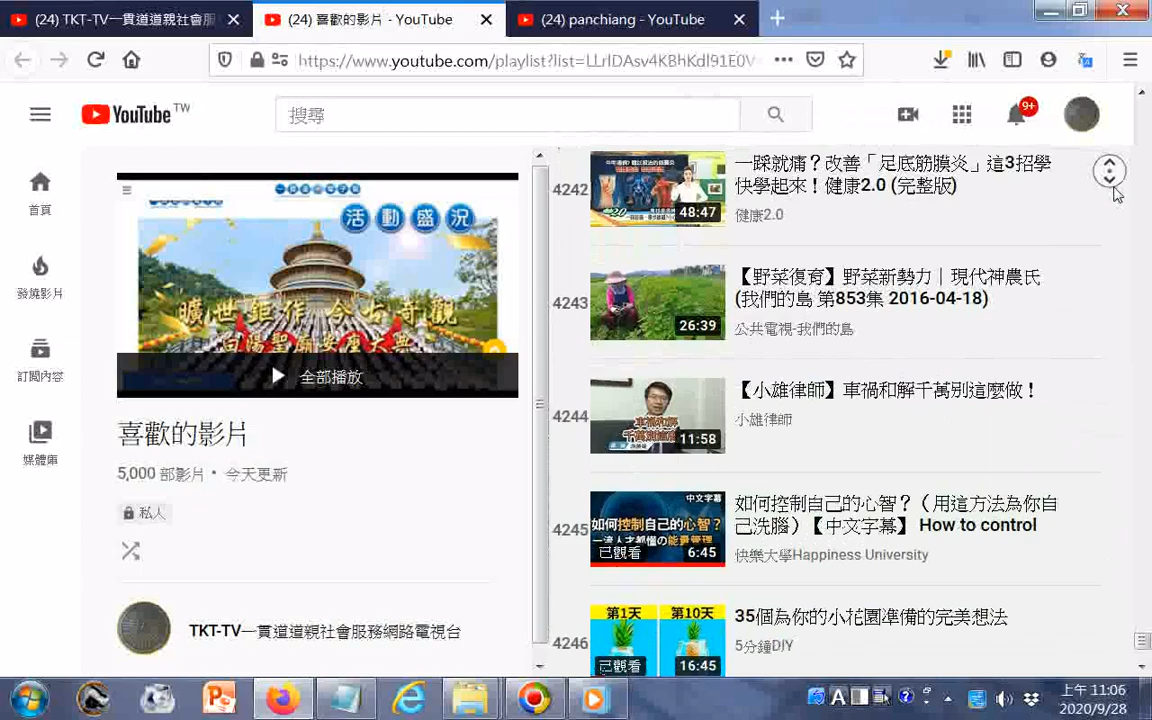 (24) TKT-TV一貫道道親社會服
(24) 喜歡的影片 - YouTube
(24) panchiang - YouTube
https://www.youtube.com/playlist?list=LLrIDAsv4KBhKdl91E0V
YouTube TW
搜尋
9+
首頁
發燒影片
訂閱內容
媒體庫
活動盛況
曠世鉅作 今古奇觀
全部播放
喜歡的影片
5,000 部影片 • 今天更新
私人
TKT-TV一貫道道親社會服務網路電視台
4242
48:47
一踩就痛？改善「足底筋膜炎」這3招學
快學起來！健康2.0 (完整版)
健康2.0
4243
26:39
【野菜復育】野菜新勢力｜現代神農氏
(我們的島 第853集 2016-04-18)
公共電視-我們的島
4244
車禍和解
11:58
【小雄律師】車禍和解千萬別這麼做！
小雄律師
4245
中文字幕
如何控制自己的心智？
已觀看
6:45
如何控制自己的心智？（用這方法為你自
己洗腦）【中文字幕】 How to control
快樂大學Happiness University
4246
第1天
第10天
已觀看
16:45
35個為你的小花園準備的完美想法
5分鐘DIY
上午 11:06
2020/9/28